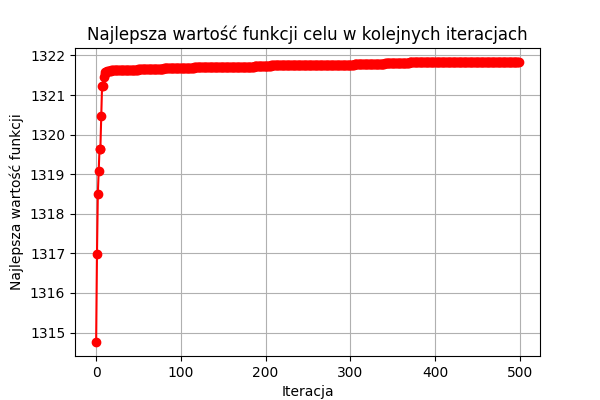 Najlepsza wartość funkcji celu w kolejnych iteracjach
1322
1321
1320
1319
1318
1317
1316
1315
Najlepsza wartość funkcji
0 100 200 300 400 500
Iteracja